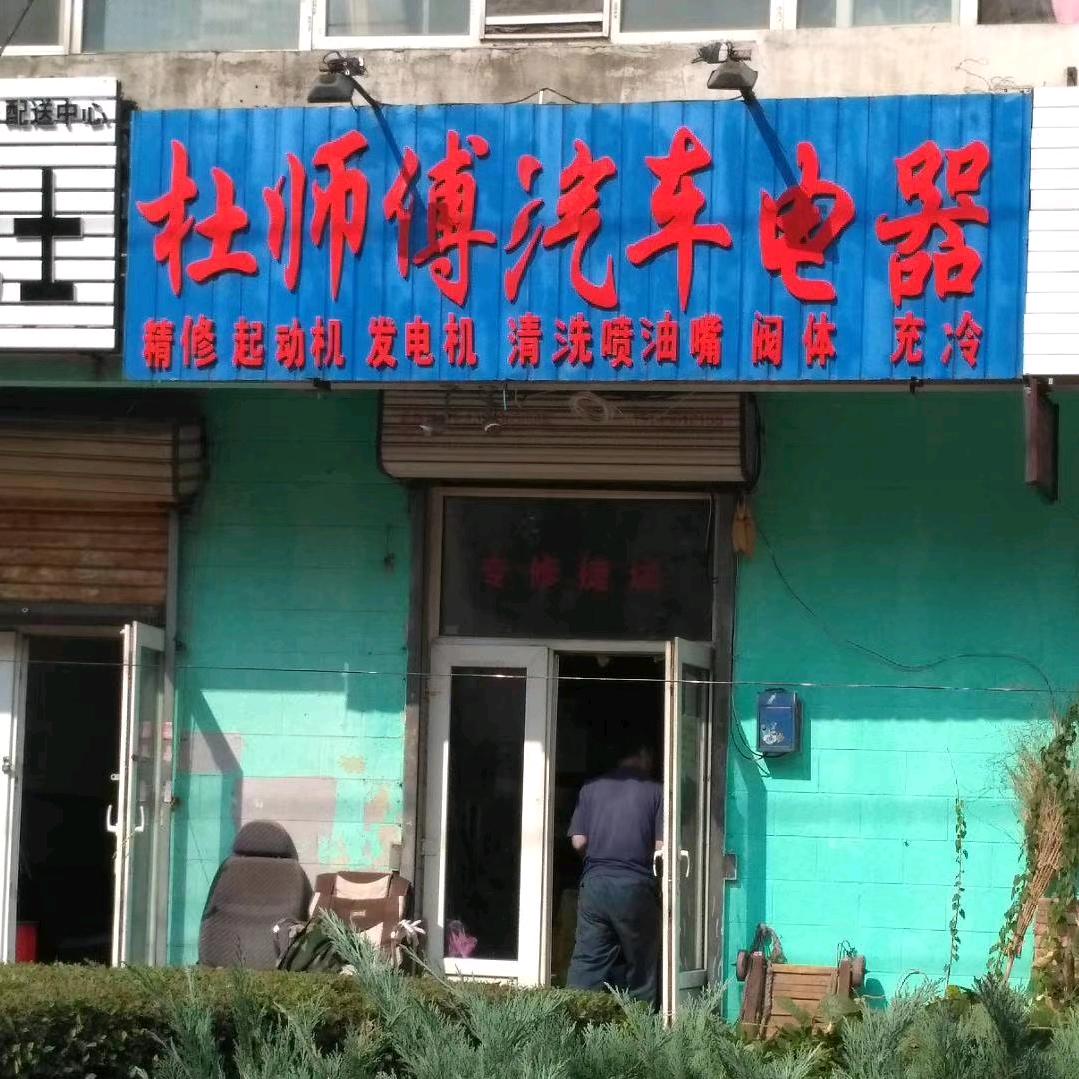 配送中心
士
杜师傅汽车电器
精修 起动机 发电机 清洗喷油嘴 阀体 充冷